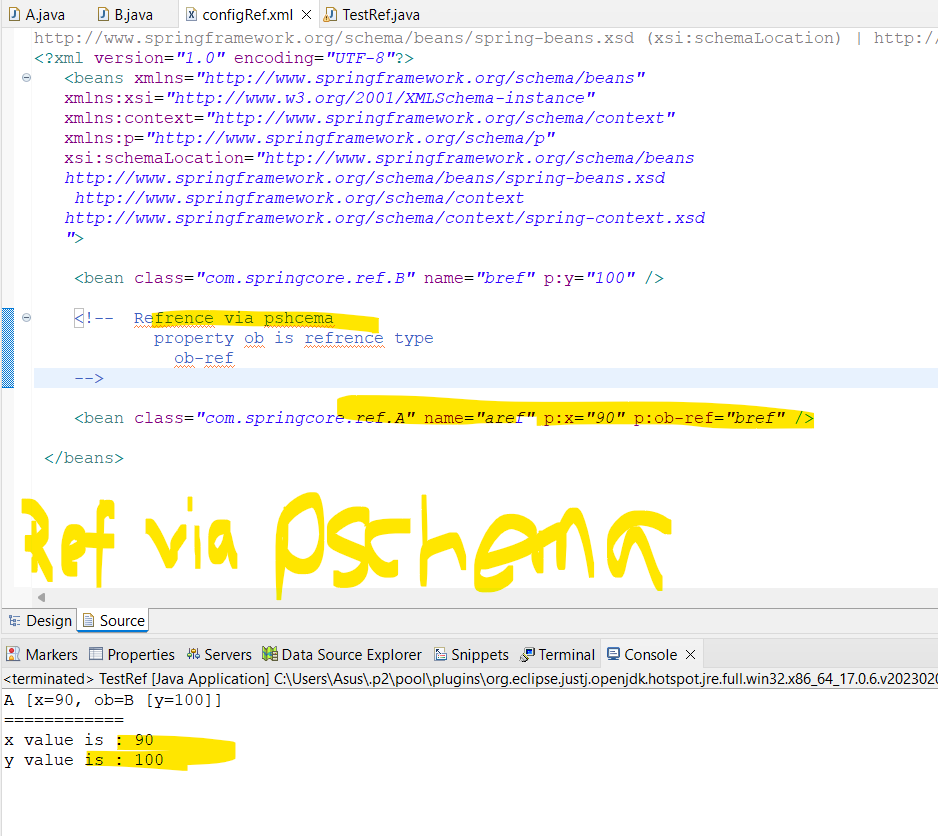 A.java B.java configRef.xml TestRef.java
http://www.springframework.org/schema/beans/spring-beans.xsd (xsi:schemaLocation) | http:/
<?xml version="1.0" encoding="UTF-8"?>
<beans xmlns="http://www.springframework.org/schema/beans"
xmlns:xsi="http://www.w3.org/2001/XMLSchema-instance"
xmlns:context="http://www.springframework.org/schema/context"
xmlns:p="http://www.springframework.org/schema/p"
xsi:schemaLocation="http://www.springframework.org/schema/beans
http://www.springframework.org/schema/beans/spring-beans.xsd
http://www.springframework.org/schema/context
http://www.springframework.org/schema/context/spring-context.xsd
">
<bean class="com.springcore.ref.B" name="bref" p:y="100" />
<!-- Refrence via pshcema
property ob is refrence type
ob-ref
-->
<bean class="com.springcore.ref.A" name="aref" p:x="90" p:ob-ref="bref" />
</beans>
Ref via pschema
Design Source
Markers Properties Servers Data Source Explorer Snippets Terminal Console
<terminated> TestRef [Java Application] C:\Users\Asus\.p2\pool\plugins\org.eclipse.justj.openjdk.hotspot.jre.full.win32.x86_64_17.0.6.v2023020
A [x=90, ob=B [y=100]]
============
x value is : 90
y value is : 100